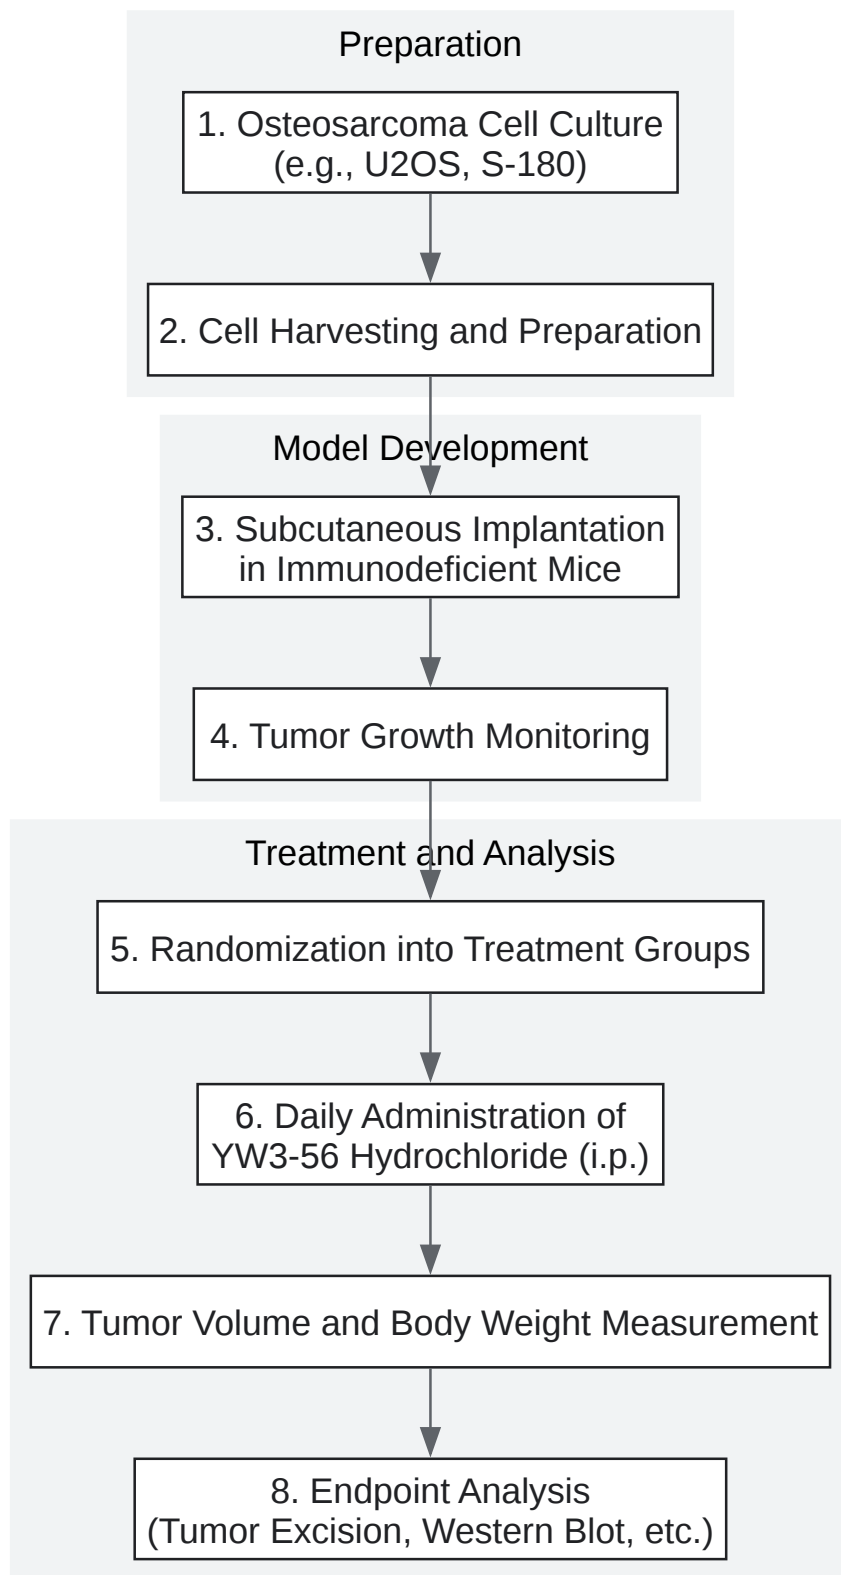 Preparation
1. Osteosarcoma Cell Culture
(e.g., U2OS, S-180)
2. Cell Harvesting and Preparation
Model Development
3. Subcutaneous Implantation
in Immunodeficient Mice
4. Tumor Growth Monitoring
Treatment and Analysis
5. Randomization into Treatment Groups
6. Daily Administration of
YW3-56 Hydrochloride (i.p.)
7. Tumor Volume and Body Weight Measurement
8. Endpoint Analysis
(Tumor Excision, Western Blot, etc.)